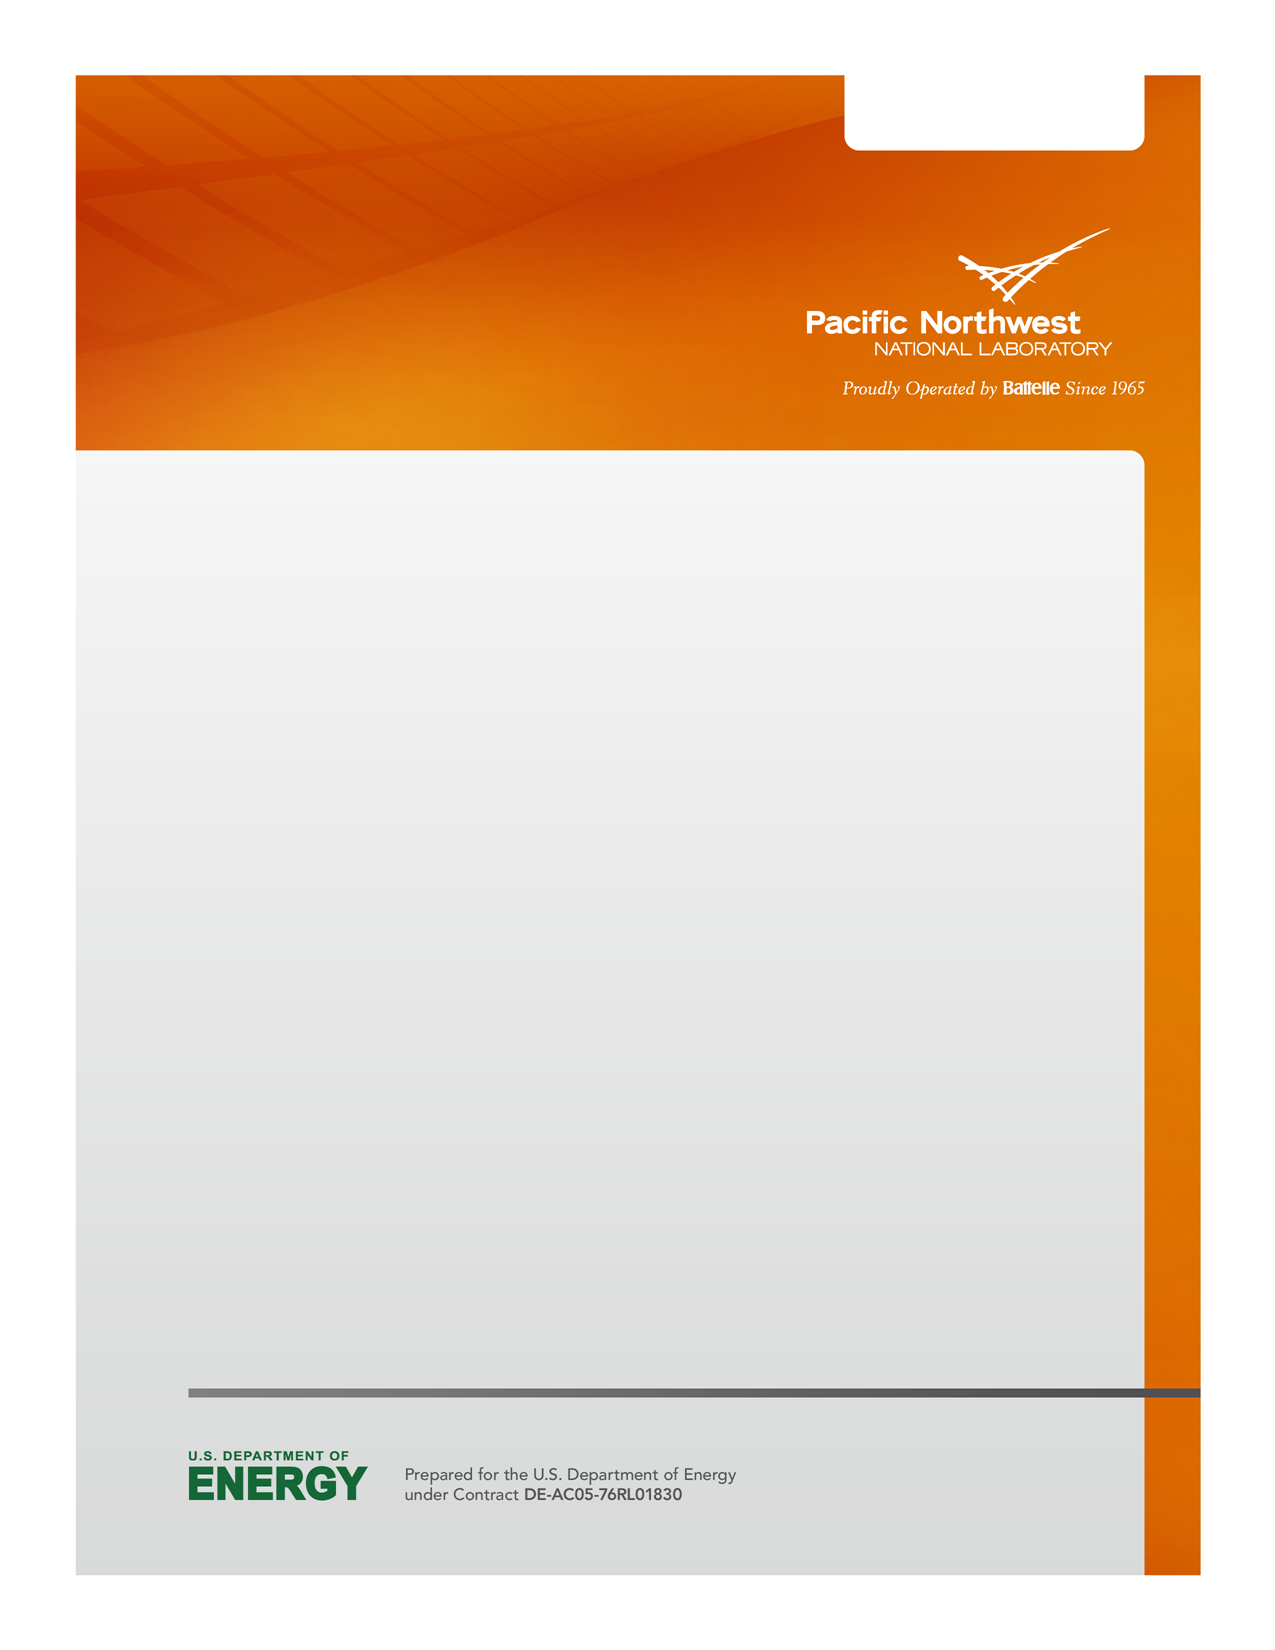 Pacific Northwest
NATIONAL LABORATORY
Proudly Operated by Battelle Since 1965
U.S. DEPARTMENT OF
ENERGY
Prepared for the U.S. Department of Energy
under Contract DE-AC05-76RL01830